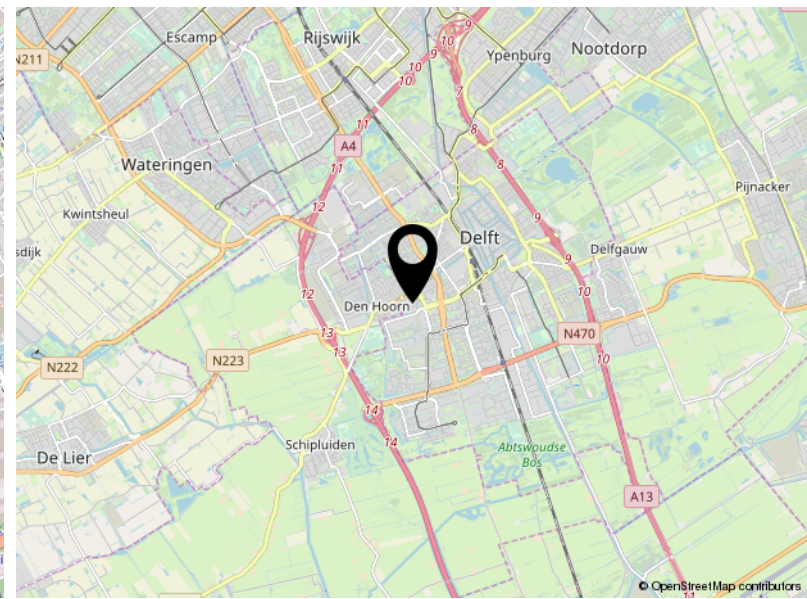 Escamp
Rijswijk
9
9
10
10
10
Ypenburg
Nootdorp
N211
7
11
8
A4
11
8
Wateringen
Pijnacker
12
Kwintsheul
9
Delft
sdijk
Delfgauw
9
12
10
Den Hoorn
13
13
N470
N223
N222
10
14
14
Schipluiden
De Lier
Abtswoudse
Bos
A13
11
© OpenStreetMap contributors